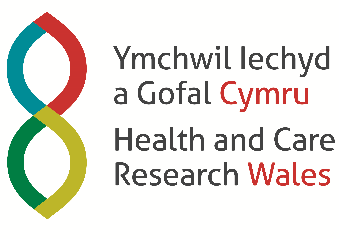 Ymchwil Iechyd
a Gofal Cymru
Health and Care
Research Wales